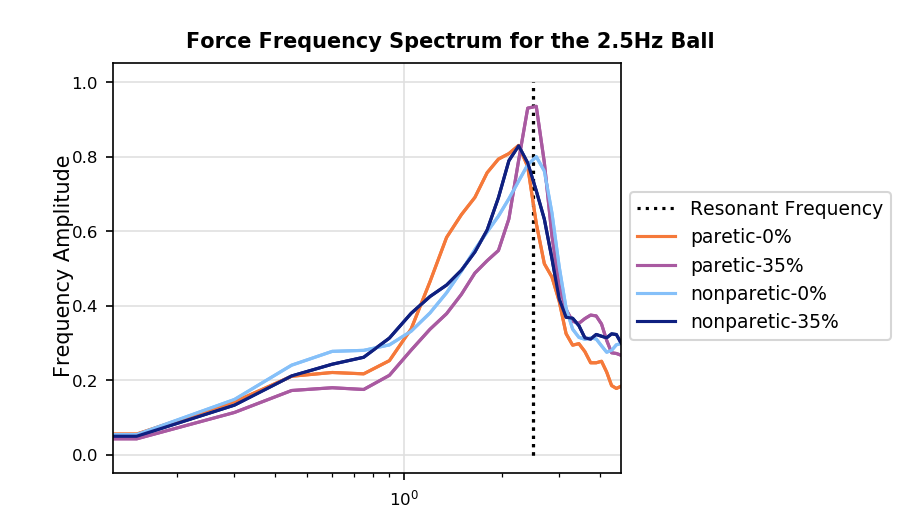 Force Frequency Spectrum for the 2.5Hz Ball
Frequency Amplitude
1.0
0.8
0.6
0.4
0.2
0.0
10⁰
Resonant Frequency
paretic-0%
paretic-35%
nonparetic-0%
nonparetic-35%